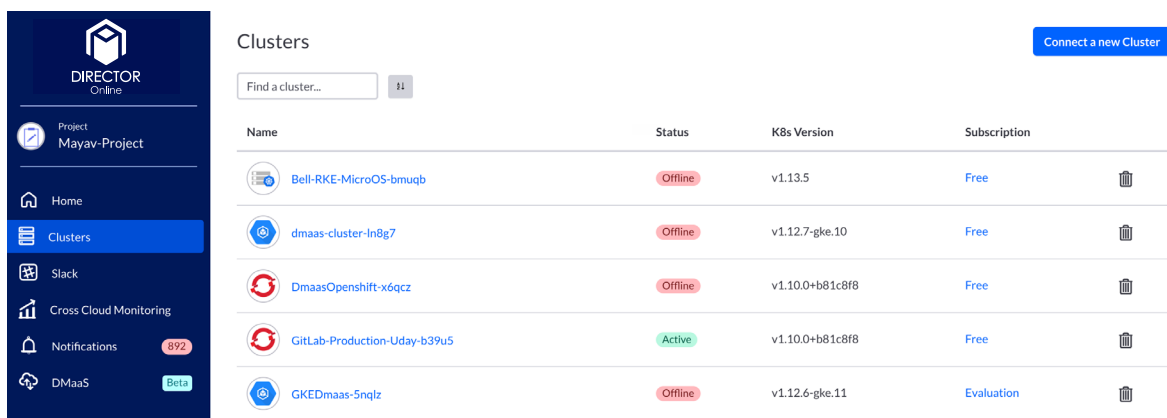 DIRECTOR
Online
Project
Mayav-Project
Home
Clusters
Slack
Cross Cloud Monitoring
Notifications 892
DMaaS Beta
Clusters
Connect a new Cluster
Find a cluster...
Name Status K8s Version Subscription
Bell-RKE-MicroOS-bmuqb Offline v1.13.5 Free
dmaas-cluster-ln8g7 Offline v1.12.7-gke.10 Free
DmaasOpenshift-x6qcz Offline v1.10.0+b81c8f8 Free
GitLab-Production-Uday-b39u5 Active v1.10.0+b81c8f8 Free
GKEDmaas-5nqlz Offline v1.12.6-gke.11 Evaluation